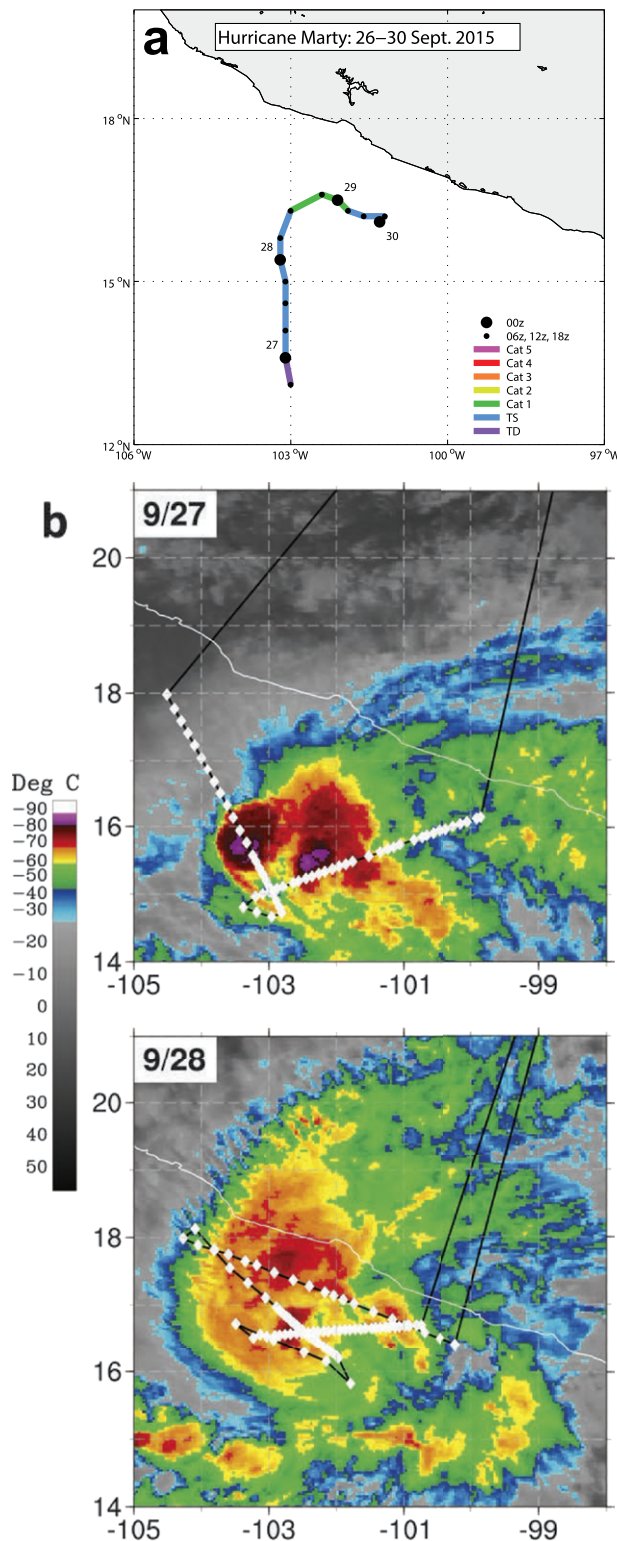 a
Hurricane Marty: 26–30 Sept. 2015
18 °N
29
30
28
15 °N
27
00z
06z, 12z, 18z
Cat 5
Cat 4
Cat 3
Cat 2
Cat 1
TS
TD
12 °N
106 °W 103 °W 100 °W 97 °W
b
9/27
20
18
16
14
-105 -103 -101 -99
Deg C
−90
−80
−70
−60
−50
−40
−30
−20
−10
0
10
20
30
40
50
9/28
20
18
16
14
-105 -103 -101 -99